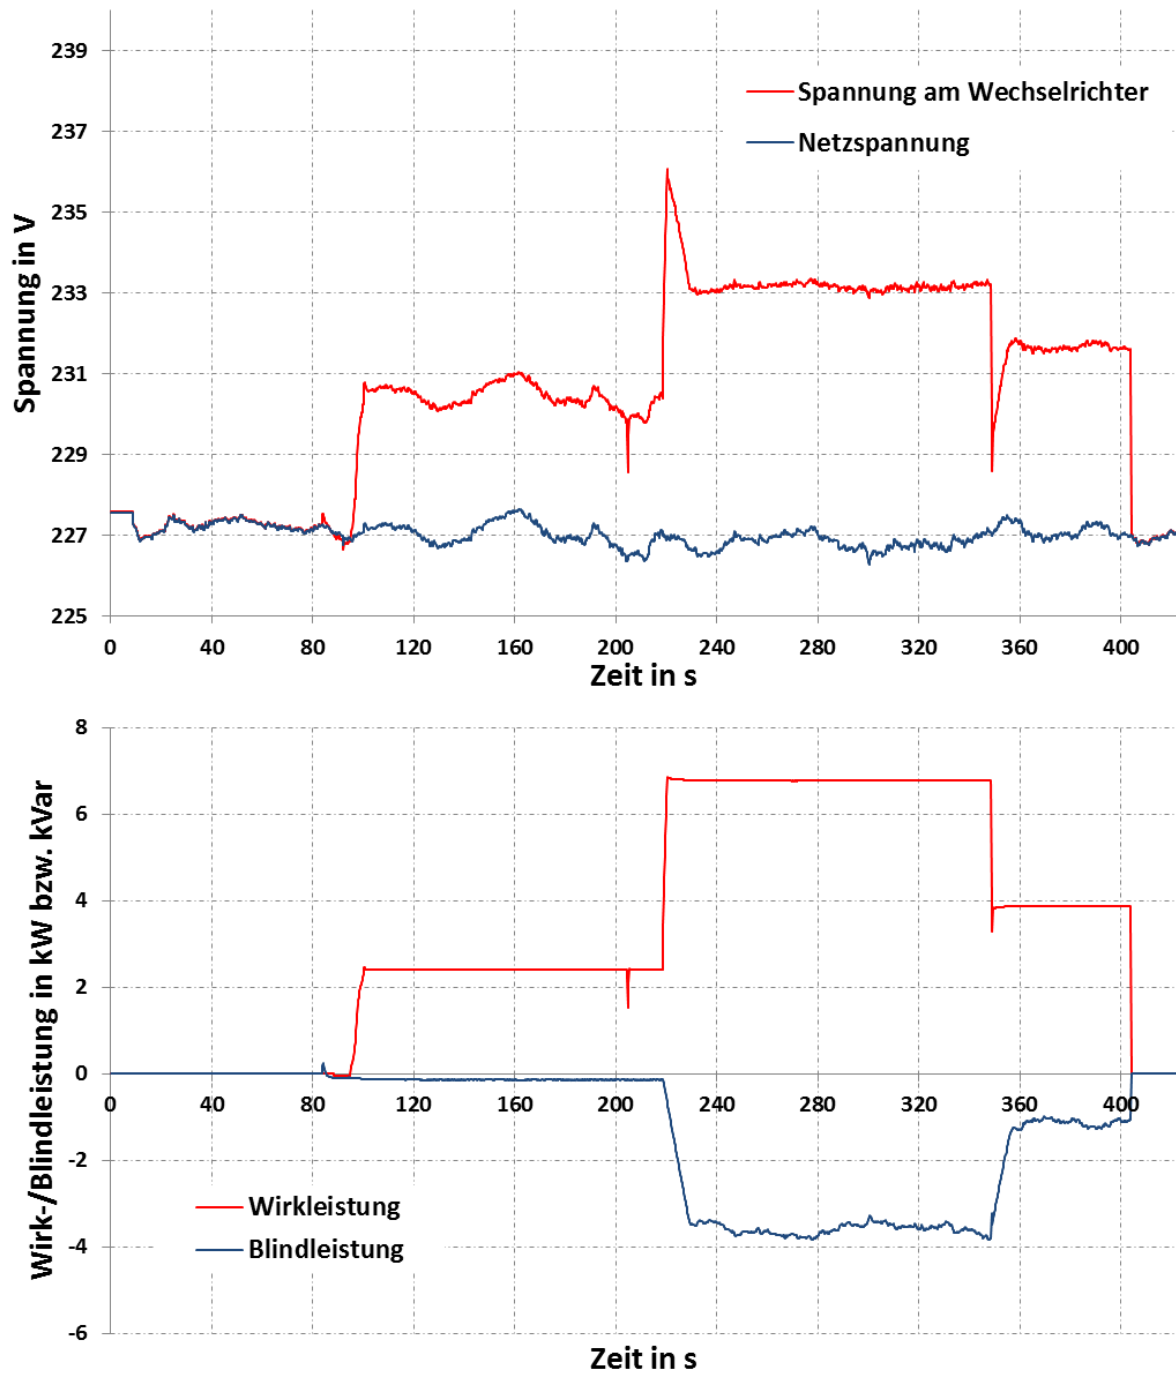 239
237
235
233
231
229
227
225
Spannung in V
Spannung am Wechselrichter
Netzspannung
0 40 80 120 160 200 240 280 320 360 400
Zeit in s
8
6
4
2
0
-2
-4
-6
Wirk-/Blindleistung in kW bzw. kVar
0 40 80 120 160 200 240 280 320 360 400
Wirkleistung
Blindleistung
Zeit in s